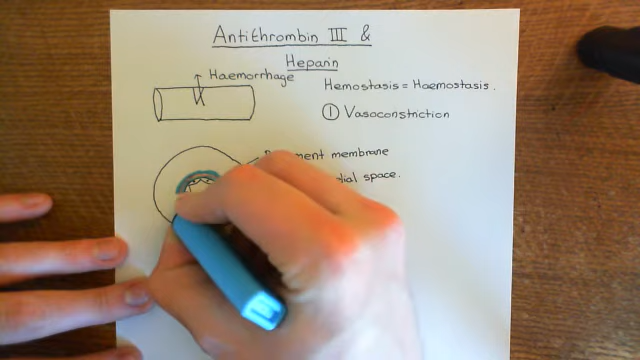 Antithrombin III &
Heparin
Haemorrhage
Hemostasis = Haemostasis.
① Vasoconstriction
membrane
space.